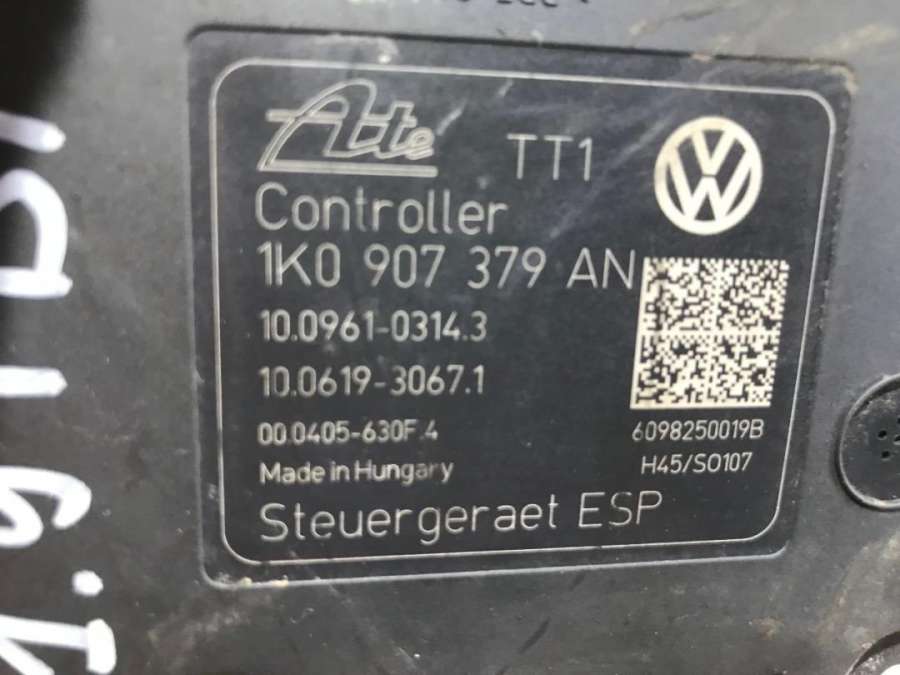 Ate TT1
Controller
1K0 907 379 AN
10.0961-0314.3
10.0619-3067.1
00.0405-630F.4
6098250019B
Made in Hungary
H45/SO107
Steuergeraet ESP